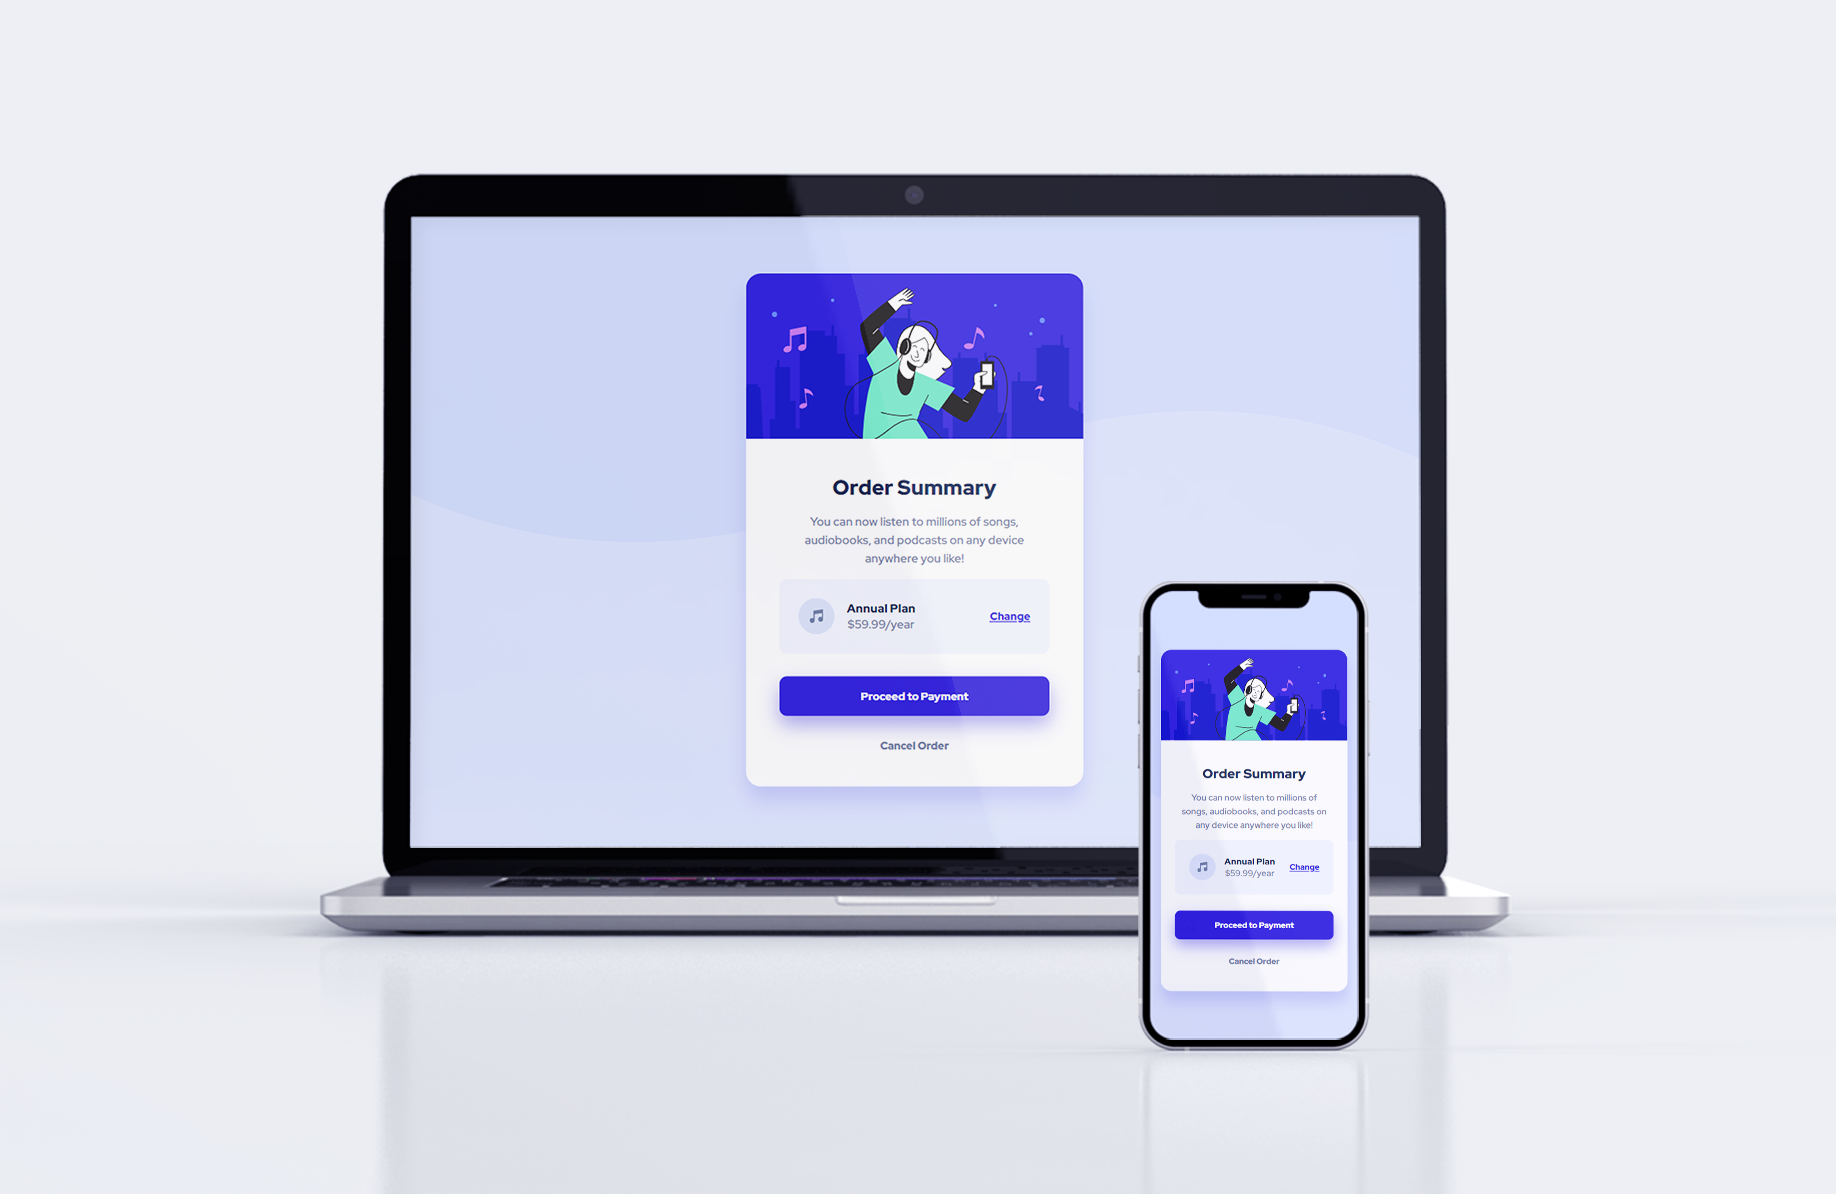 Order Summary
You can now listen to millions of songs,
audiobooks, and podcasts on any device
anywhere you like!
Annual Plan
$59.99/year
Change
Proceed to Payment
Cancel Order
Order Summary
You can now listen to millions of
songs, audiobooks, and podcasts on
any device anywhere you like!
Annual Plan
$59.99/year
Change
Proceed to Payment
Cancel Order